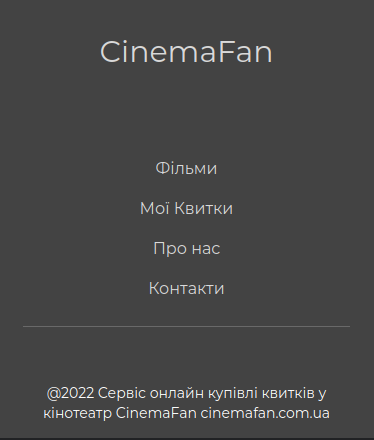 CinemaFan
Фільми
Мої Квитки
Про нас
Контакти
@2022 Сервіс онлайн купівлі квитків у
кінотеатр CinemaFan cinemafan.com.ua